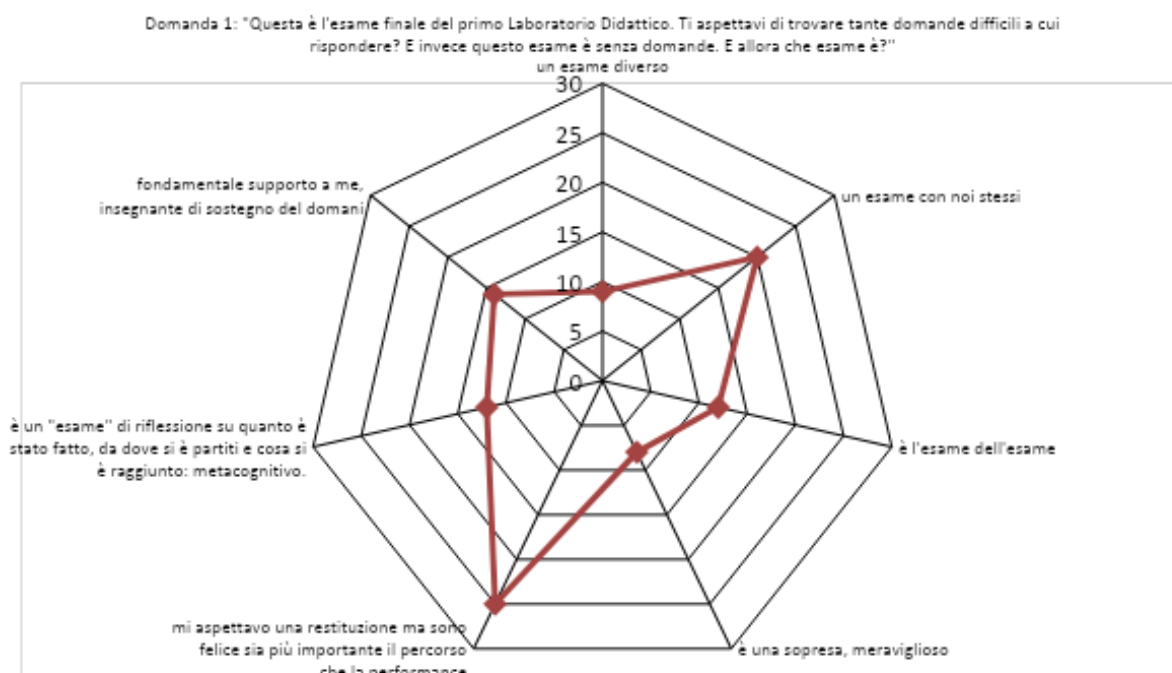 Domanda 1: "Questa è l'esame finale del primo Laboratorio Didattico. Ti aspettavi di trovare tante domande difficili a cui
rispondere? E invece questo esame è senza domande. E allora che esame è?"
un esame diverso
30
25
20
15
10
5
0
fondamentale supporto a me,
insegnante di sostegno del domani
un esame con noi stessi
è un "esame" di riflessione su quanto è
stato fatto, da dove si è partiti e cosa si
è raggiunto: metacognitivo.
è l'esame dell'esame
mi aspettavo una restituzione ma sono
felice sia più importante il percorso
che la performance
è una sopresa, meraviglioso